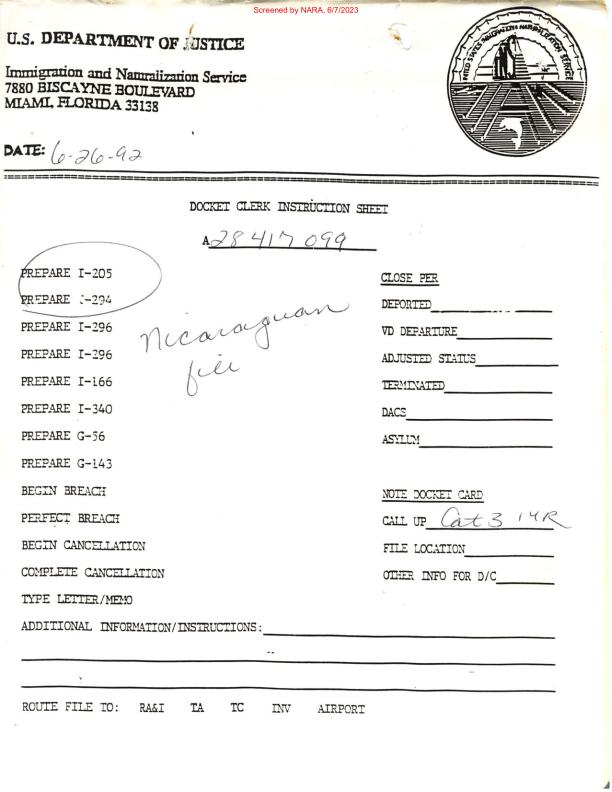 Screened by NARA, 6/7/2023
U.S. DEPARTMENT OF JUSTICE
Immigration and Naturalization Service
7880 BISCAYNE BOULEVARD
MIAMI, FLORIDA 33138
UNITED STATES IMMIGRATION & NATURALIZATION SERVICE
DATE: 6-26-92
DOCKET CLERK INSTRUCTION SHEET
A 28 417 099
PREPARE I-205
PREPARE I-294
PREPARE I-296
PREPARE I-296
PREPARE I-166
PREPARE I-340
PREPARE G-56
PREPARE G-143
BEGIN BREACH
PERFECT BREACH
BEGIN CANCELLATION
COMPLETE CANCELLATION
TYPE LETTER/MEMO
Nicaraguan
file
CLOSE PER
DEPORTED
VD DEPARTURE
ADJUSTED STATUS
TERMINATED
DACS
ASYLUM
NOTE DOCKET CARD
CALL UP Cat 3 14R
FILE LOCATION
OTHER INFO FOR D/C
ADDITIONAL INFORMATION/INSTRUCTIONS:
ROUTE FILE TO: RA&I TA TC INV AIRPORT